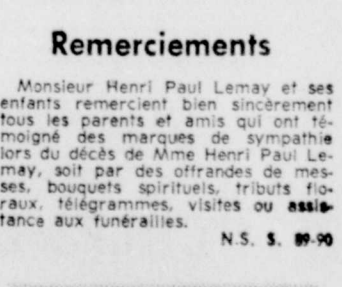 Remerciements
Monsieur Henri Paul Lemay et ses
enfants remercient bien sincèrement
tous les parents et amis qui ont té-
moigné des marques de sympathie
lors du décès de Mme Henri Paul Le-
may, soit par des offrandes de mes-
ses, bouquets spirituels, tributs flo-
raux, télégrammes, visites ou assis-
tance aux funérailles.
N.S. S. 89-90